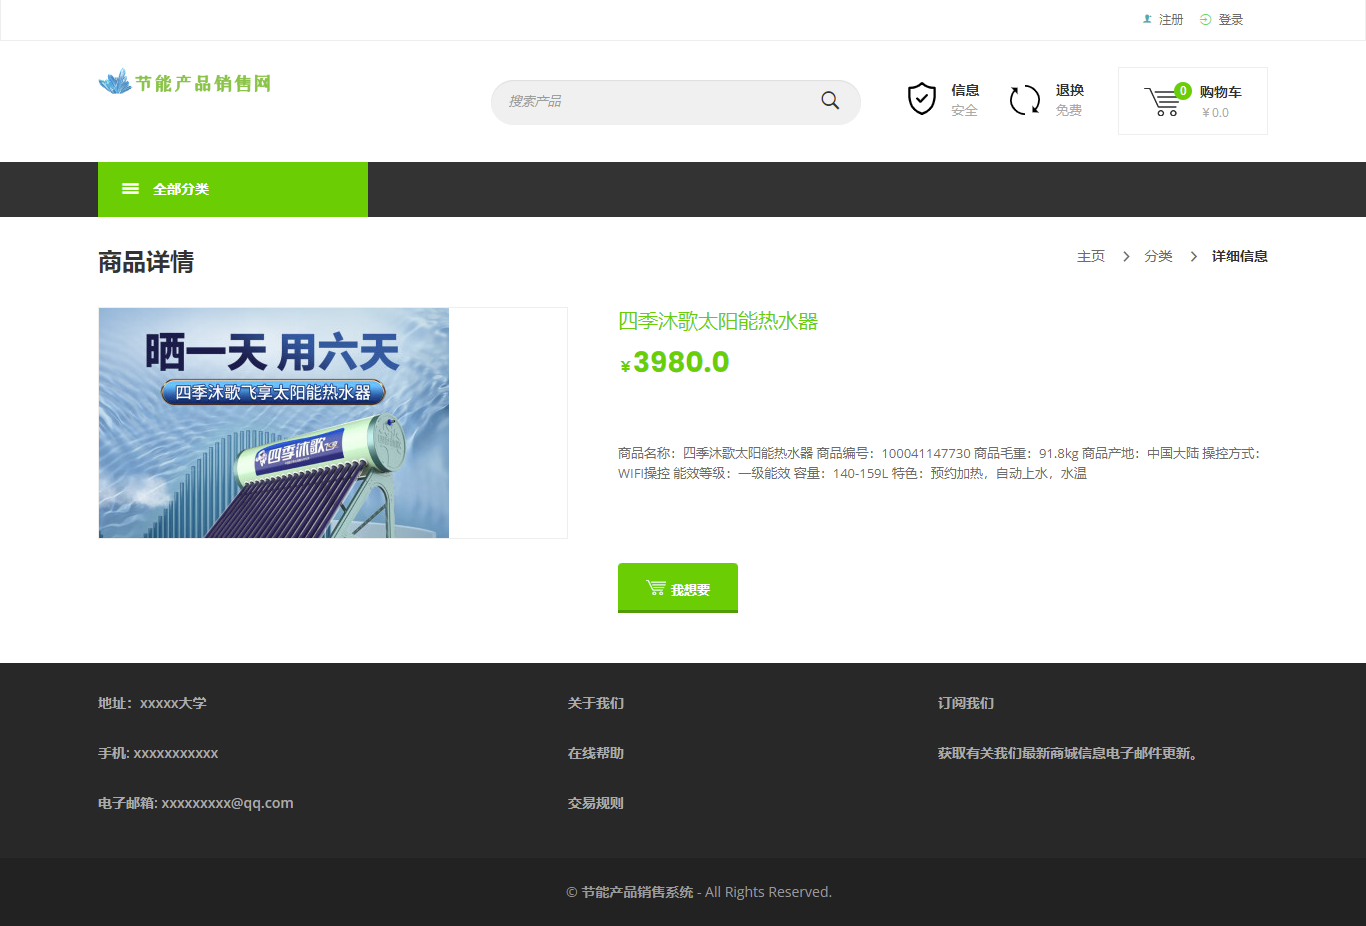 注册 登录
节能产品销售网
搜索产品
信息
安全
退换
免费
0
购物车
￥0.0
全部分类
商品详情
主页 > 分类 > 详细信息
晒一天 用六天
四季沐歌飞享太阳能热水器
四季沐歌飞享
四季沐歌太阳能热水器
￥3980.0
商品名称：四季沐歌太阳能热水器 商品编号：100041147730 商品毛重：91.8kg 商品产地：中国大陆 操控方式：
WIFI操控 能效等级：一级能效 容量：140-159L 特色：预约加热，自动上水，水温
我想要
地址：xxxxx大学
手机: xxxxxxxxxxx
电子邮箱: xxxxxxxxx@qq.com
关于我们
在线帮助
交易规则
订阅我们
获取有关我们最新商城信息电子邮件更新。
© 节能产品销售系统 - All Rights Reserved.